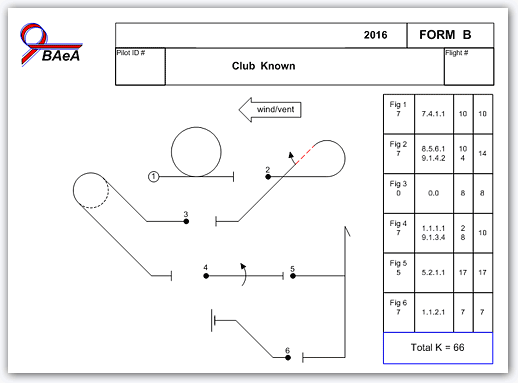 BAeA
2016 FORM B
Pilot ID #
Club Known
Flight #
wind/vent
1
2
3
4
5
6
Fig 1
7 7.4.1.1 10 10
Fig 2
7 8.5.6.1 10 14
9.1.4.2 4
Fig 3
0 0.0 8 8
Fig 4
7 1.1.1.1 2 10
9.1.3.4 8
Fig 5
5 5.2.1.1 17 17
Fig 6
7 1.1.2.1 7 7
Total K = 66